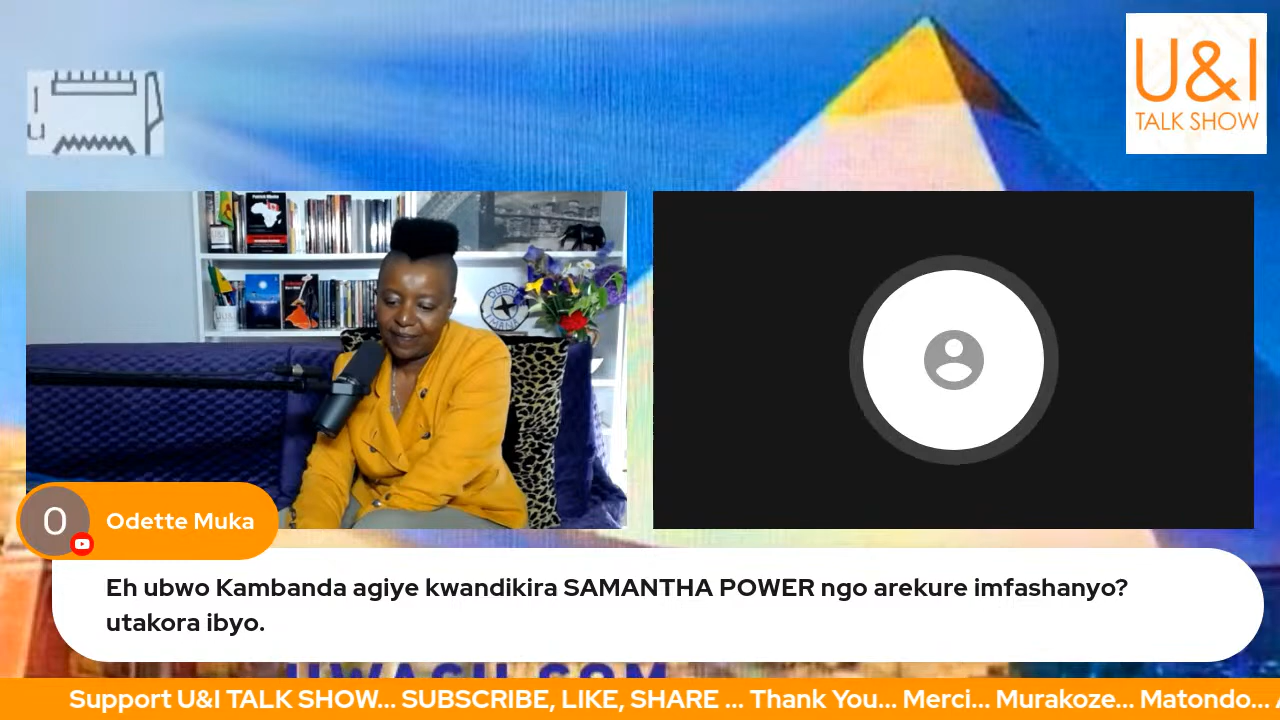 U&I
TALK SHOW
Odette Muka
Eh ubwo Kambanda agiye kwandikira SAMANTHA POWER ngo arekure imfashanyo?
utakora ibyo.
Support U&I TALK SHOW... SUBSCRIBE, LIKE, SHARE ... Thank You... Merci... Murakoze... Matondo...